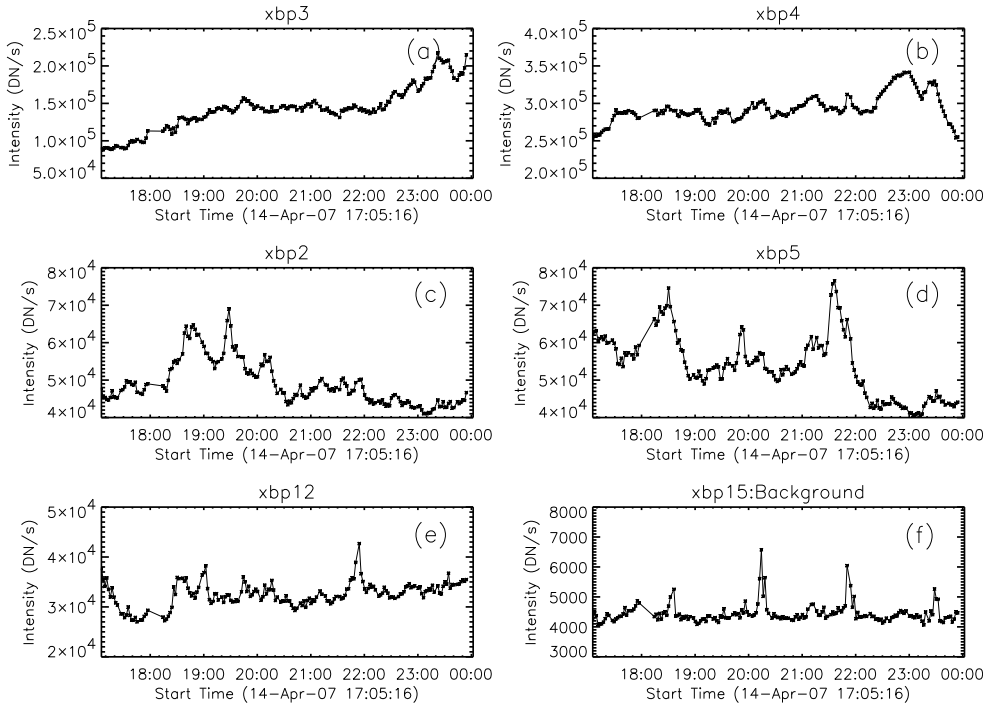 xbp3
(a)
Intensity (DN/s)
2.5×10^5
2.0×10^5
1.5×10^5
1.0×10^5
5.0×10^4
18:00 19:00 20:00 21:00 22:00 23:00 00:00
Start Time (14-Apr-07 17:05:16)
xbp4
(b)
Intensity (DN/s)
4.0×10^5
3.5×10^5
3.0×10^5
2.5×10^5
2.0×10^5
18:00 19:00 20:00 21:00 22:00 23:00 00:00
Start Time (14-Apr-07 17:05:16)
xbp2
(c)
Intensity (DN/s)
8×10^4
7×10^4
6×10^4
5×10^4
4×10^4
18:00 19:00 20:00 21:00 22:00 23:00 00:00
Start Time (14-Apr-07 17:05:16)
xbp5
(d)
Intensity (DN/s)
8×10^4
7×10^4
6×10^4
5×10^4
4×10^4
18:00 19:00 20:00 21:00 22:00 23:00 00:00
Start Time (14-Apr-07 17:05:16)
xbp12
(e)
Intensity (DN/s)
5×10^4
4×10^4
3×10^4
2×10^4
18:00 19:00 20:00 21:00 22:00 23:00 00:00
Start Time (14-Apr-07 17:05:16)
xbp15:Background
(f)
Intensity (DN/s)
8000
7000
6000
5000
4000
3000
18:00 19:00 20:00 21:00 22:00 23:00 00:00
Start Time (14-Apr-07 17:05:16)